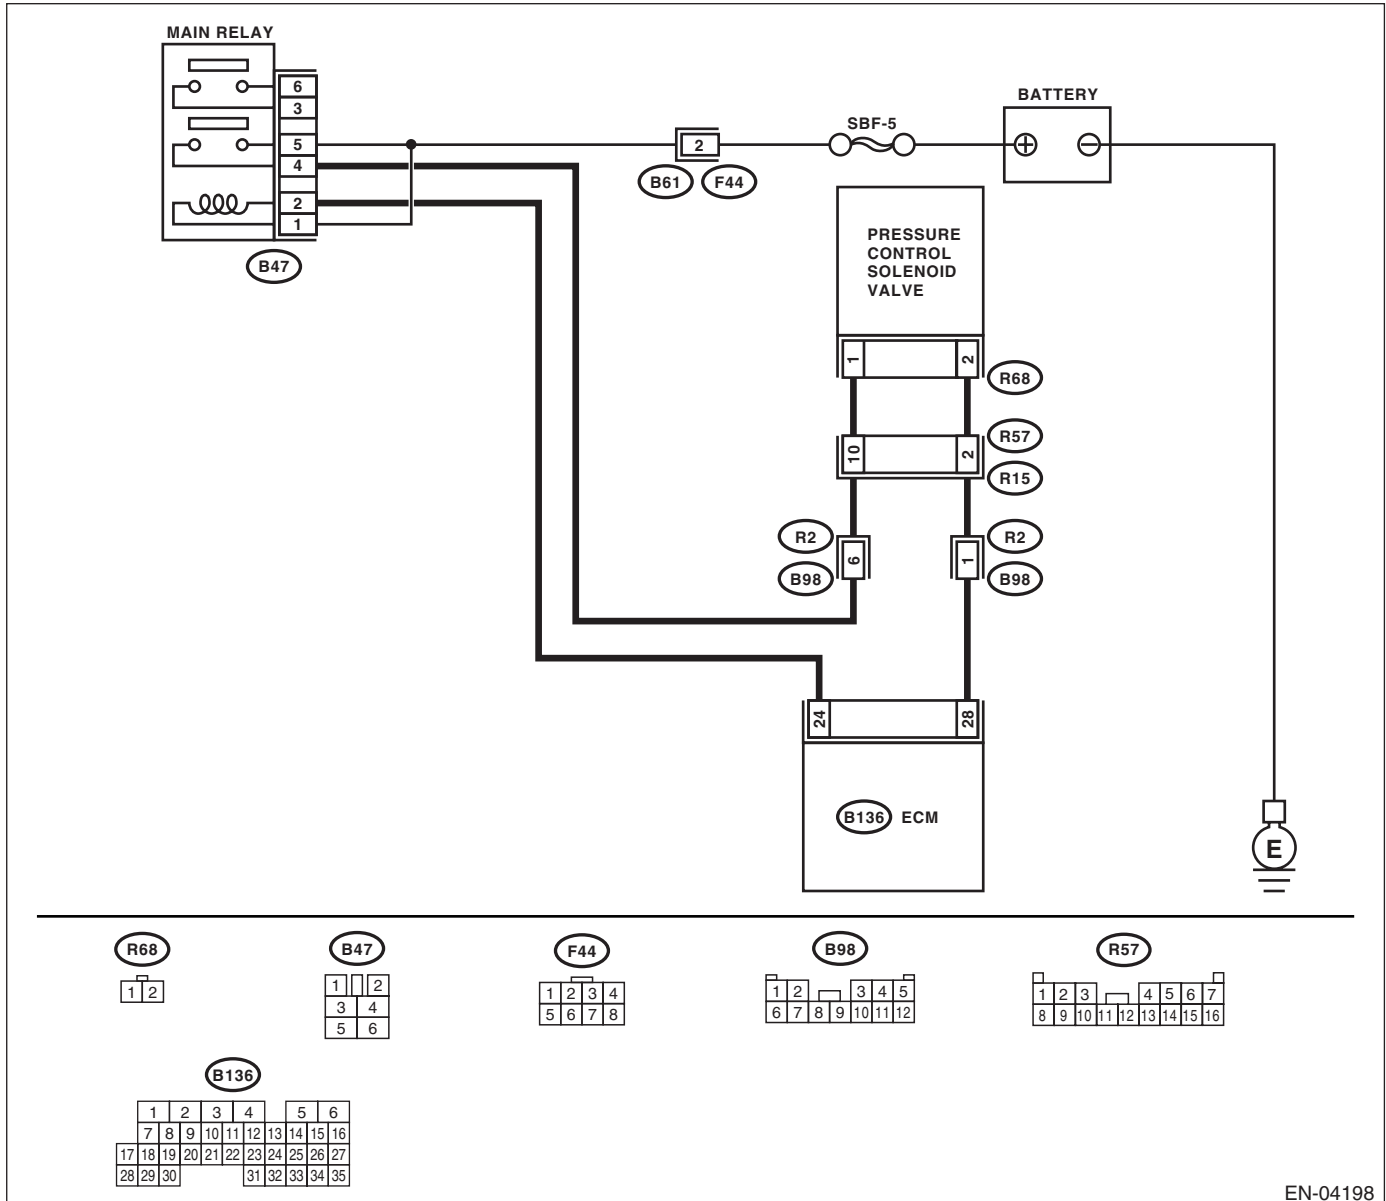 MAIN RELAY
6
3
5
4
2
1
B47
2
B61 F44
SBF-5
BATTERY
+ −
PRESSURE
CONTROL
SOLENOID
VALVE
1 2
R68
10 2
R57
R15
R2 6 B98
1 R2 B98
24 28
B136 ECM
E
R68
1 2
B47
1 2
3 4
5 6
F44
1 2 3 4
5 6 7 8
B98
1 2 3 4 5
6 7 8 9 10 11 12
R57
1 2 3 4 5 6 7
8 9 10 11 12 13 14 15 16
B136
1 2 3 4 5 6
7 8 9 10 11 12 13 14 15 16
17 18 19 20 21 22 23 24 25 26 27
28 29 30 31 32 33 34 35
EN-04198